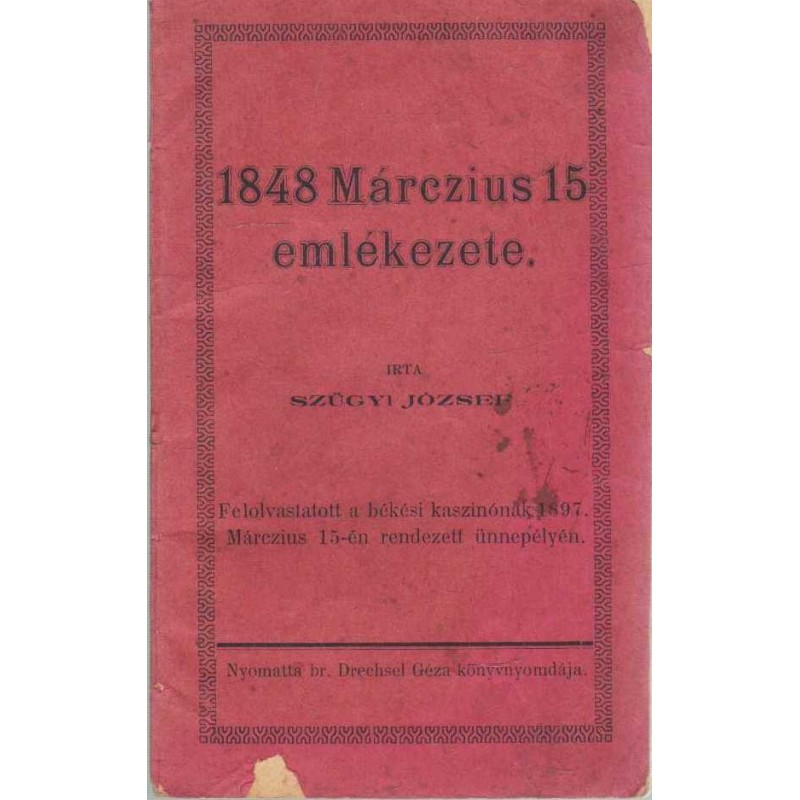 1848 Márczius 15
emlékezete.
IRTA
SZŰGYI JÓZSEF
Felolvastatott a békési kaszinónak 1897.
Márczius 15-én rendezett ünnepélyén.
Nyomatta br. Drechsel Géza könyvnyomdája.